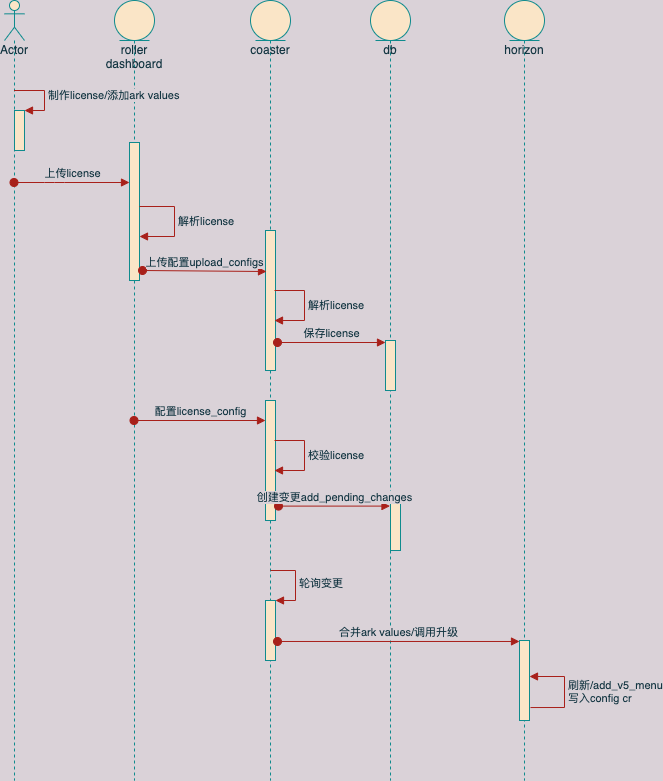 Actor
roller
dashboard
coaster
db
horizon
制作license/添加ark values
上传license
解析license
上传配置upload_configs
解析license
保存license
配置license_config
校验license
创建变更add_pending_changes
轮询变更
合并ark values/调用升级
刷新/add_v5_menu
写入config cr